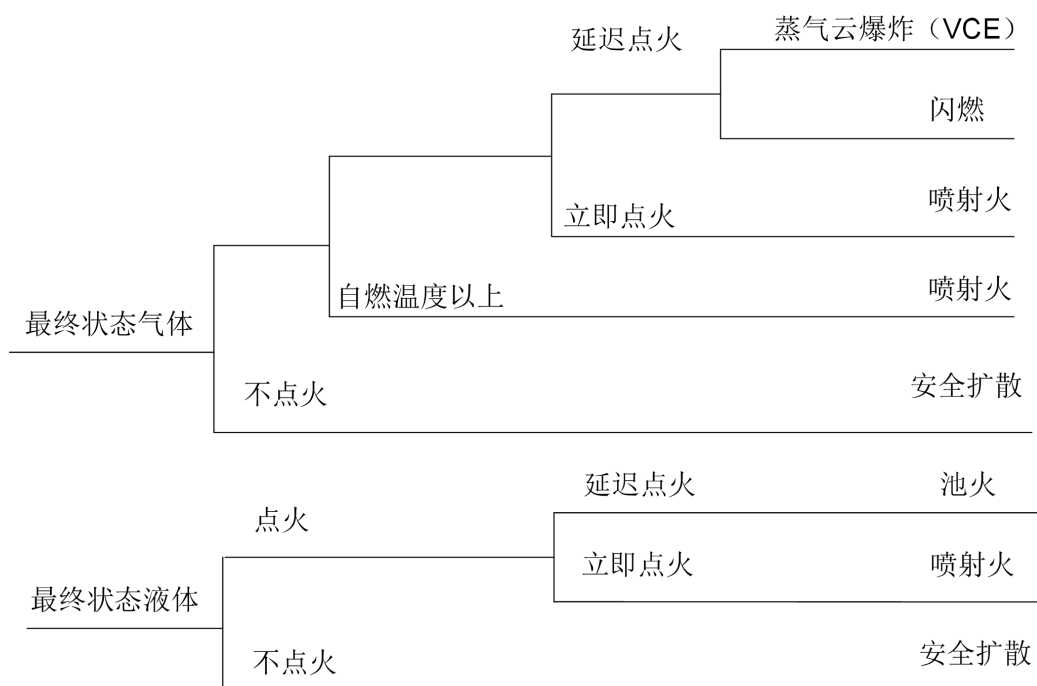 蒸气云爆炸（VCE）
延迟点火
闪燃
喷射火
立即点火
喷射火
自燃温度以上
最终状态气体
安全扩散
不点火
延迟点火 池火
点火
立即点火 喷射火
最终状态液体
安全扩散
不点火